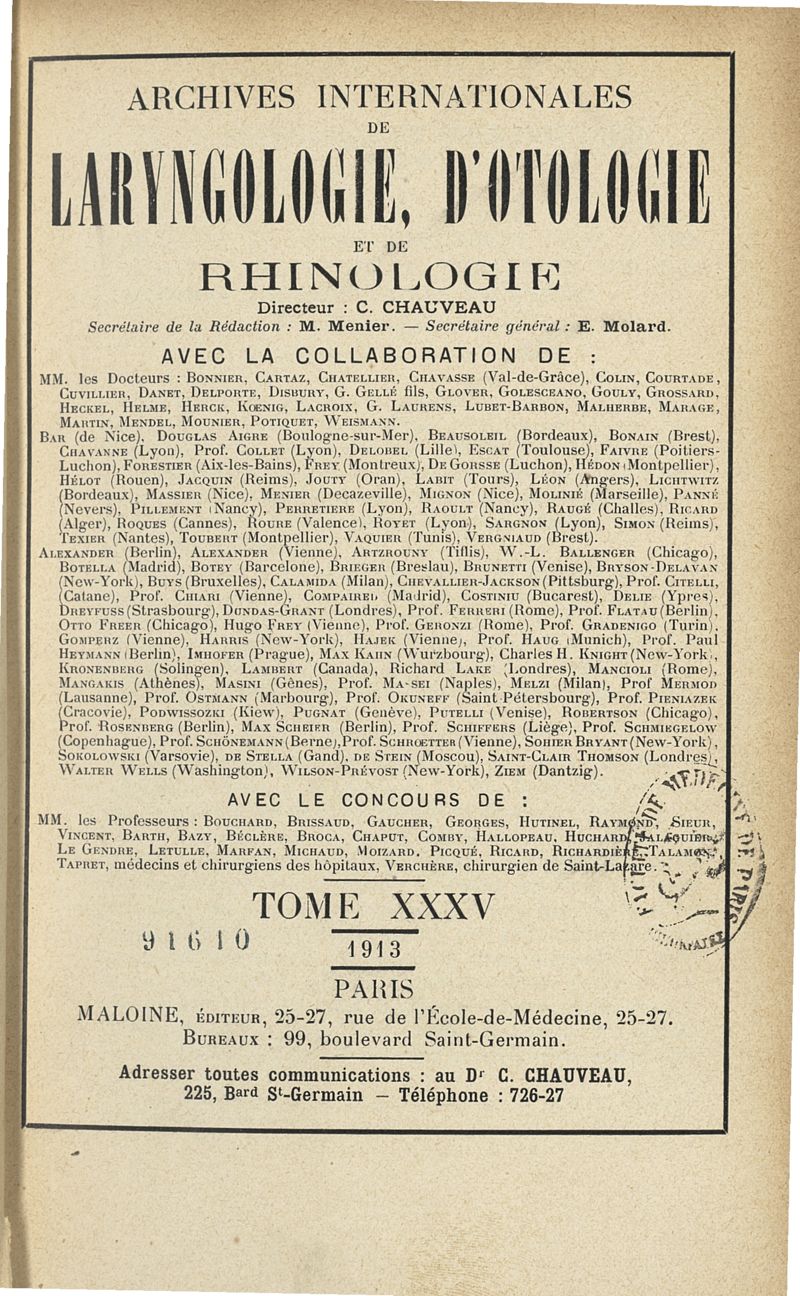 ARCHIVES INTERNATIONALES
DE
LARYNGOLOGIE, D'OTOLOGIE
ET DE
RHINOLOGIE
Directeur : C. CHAUVEAU
Secrétaire de la Rédaction : M. Menier. — Secrétaire général : E. Molard.
AVEC LA COLLABORATION DE :
MM. les Docteurs : BONNIER, CARTAZ, CHATELLIER, CHAVASSE (Val-de-Grâce), COLIN, COURTADE,
CUVILLIER, DANET, DELPORTE, DISBURY, G. GELLÉ fils, GLOVER, GOLESCEANO, GOULY, GROSSARD,
HECKEL, HELME, HERCK, KŒNIG, LACROIX, G. LAURENS, LUBET-BARBON, MALHERBE, MARAGE,
MARTIN, MENDEL, MOUNIER, POTIQUET, WEISMANN.
BAR (de Nice), DOUGLAS AIGRE (Boulogne-sur-Mer), BEAUSOLEIL (Bordeaux), BONAIN (Brest),
CHAVANNE (Lyon), Prof. COLLET (Lyon), DELOBEL (Lille), ESCAT (Toulouse), FAIVRE (Poitiers-
Luchon), FORESTIER (Aix-les-Bains), FREY (Montreux), DE GORSSE (Luchon), HÉDON (Montpellier),
HÉLOT (Rouen), JACQUIN (Reims), JOUTY (Oran), LABIT (Tours), LÉON (Angers), LICHTWITZ
(Bordeaux), MASSIER (Nice), MENIER (Decazeville), MIGNON (Nice), MOLINIÉ (Marseille), PANNÉ
(Nevers), PILLEMENT (Nancy), PERRETIERE (Lyon), RAOULT (Nancy), RAUGÉ (Challes), RICARD
(Alger), ROQUES (Cannes), ROURE (Valence), ROYET (Lyon), SARGNON (Lyon), SIMON (Reims),
TEXIER (Nantes), TOUBERT (Montpellier), VAQUIER (Tunis), VERGNIAUD (Brest).
ALEXANDER (Berlin), ALEXANDER (Vienne), ARTZROUNY (Tiflis), W.-L. BALLENGER (Chicago),
BOTELLA (Madrid), BOTEY (Barcelone), BRIEGER (Breslau), BRUNETTI (Venise), BRYSON-DELAVAN
(New-York), BUYS (Bruxelles), CALAMIDA (Milan), CHEVALLIER-JACKSON (Pittsburg), Prof. CITELLI,
(Catane), Prof. CHIARI (Vienne), COMPAIRED (Madrid), COSTINIU (Bucarest), DELIE (Ypres),
DREYFUSS (Strasbourg), DUNDAS-GRANT (Londres), Prof. FERRERI (Rome), Prof. FLATAU (Berlin),
OTTO FREER (Chicago), Hugo FREY (Vienne), Prof. GERONZI (Rome), Prof. GRADENIGO (Turin),
GOMPERZ (Vienne), HARRIS (New-York), HAJEK (Vienne), Prof. HAUG (Munich), Prof. Paul
HEYMANN (Berlin), IMHOFER (Prague), MAX KAHN (Wurzbourg), Charles H. KNIGHT (New-York),
KRONENBERG (Solingen), LAMBERT (Canada), Richard LAKE (Londres), MANCIOLI (Rome),
MANGAKIS (Athènes), MASINI (Gênes), Prof. MASSEI (Naples), MELZI (Milan), Prof MERMOD
(Lausanne), Prof. OSTMANN (Marbourg), Prof. OKUNEFF (Saint-Pétersbourg), Prof. PIENIAZEK
(Cracovie), PODWISSOZKI (Kiew), PUGNAT (Genève), PUTELLI (Venise), ROBERTSON (Chicago),
Prof. ROSENBERG (Berlin), MAX SCHEIER (Berlin), Prof. SCHIFFERS (Liège), Prof. SCHMIEGELOW
(Copenhague), Prof. SCHÖNEMANN (Berne), Prof. SCHROETTER (Vienne), SOHIER BRYANT (New-York),
SOKOLOWSKI (Varsovie), DE STELLA (Gand), DE STEIN (Moscou), SAINT-CLAIR THOMSON (Londres),
WALTER WELLS (Washington), WILSON-PRÉVOST (New-York), ZIEM (Dantzig).
AVEC LE CONCOURS DE :
MM. les Professeurs : BOUCHARD, BRISSAUD, GAUCHER, GEORGES, HUTINEL, RAYMOND, SIEUR,
VINCENT, BARTH, BAZY, BÉCLÈRE, BROCA, CHAPUT, COMBY, HALLOPEAU, HUCHARD,
LE GENDRE, LETULLE, MARFAN, MICHAUD, MOIZARD, PICQUÉ, RICARD, RICHARDIÈRE, TALAMON,
TAPRET, médecins et chirurgiens des hôpitaux, VERCHÈRE, chirurgien de Saint-Lazare.
TOME XXXV
91610
1913
PARIS
MALOINE, ÉDITEUR, 25-27, rue de l'École-de-Médecine, 25-27.
BUREAUX : 99, boulevard Saint-Germain.
Adresser toutes communications : au Dr C. CHAUVEAU,
225, Bard St-Germain — Téléphone : 726-27